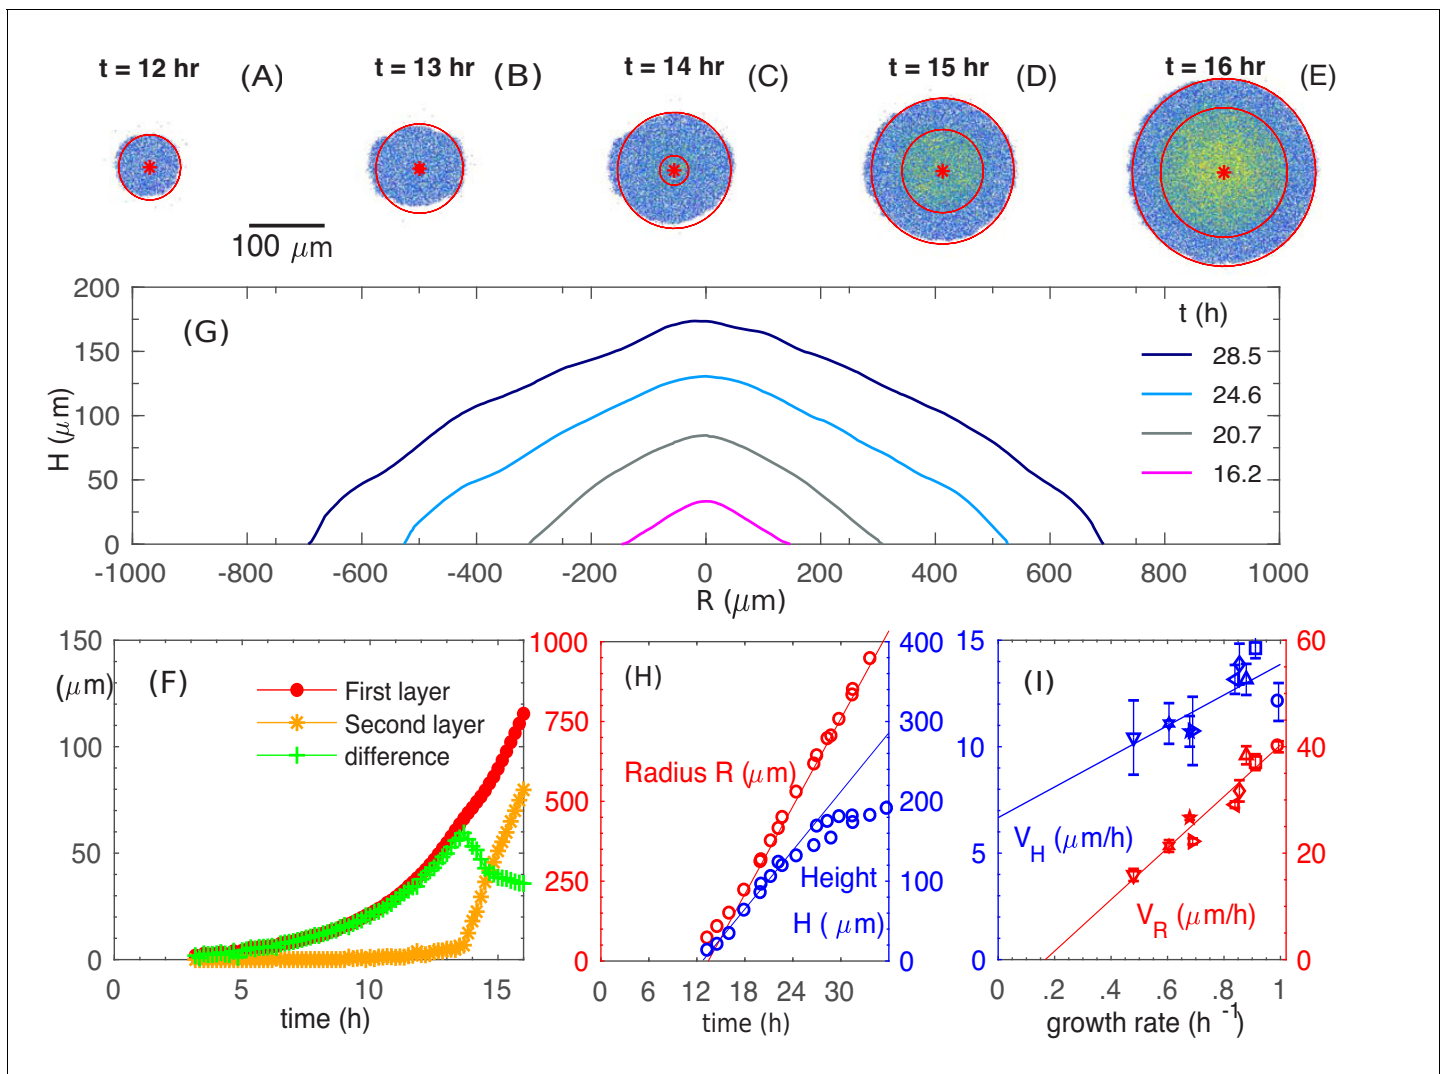 t = 12 hr (A)
t = 13 hr (B)
t = 14 hr (C)
t = 15 hr (D)
t = 16 hr (E)
100 μm
(G)
t (h)
28.5
24.6
20.7
16.2
H (μm)
200
150
100
50
0
-1000 -800 -600 -400 -200 0 200 400 600 800 1000
R (μm)
(F)
150
(μm)
100
50
0
First layer
Second layer
difference
0 5 10 15
time (h)
(H)
1000
750
500
250
0
Radius R (μm)
Height
H ( μm)
400
300
200
100
0
0 6 12 18 24 30
time (h)
(I)
15
10
5
0
V_H (μm/h)
V_R (μm/h)
60
40
20
0
0 .2 .4 .6 .8 1
growth rate (h⁻¹)